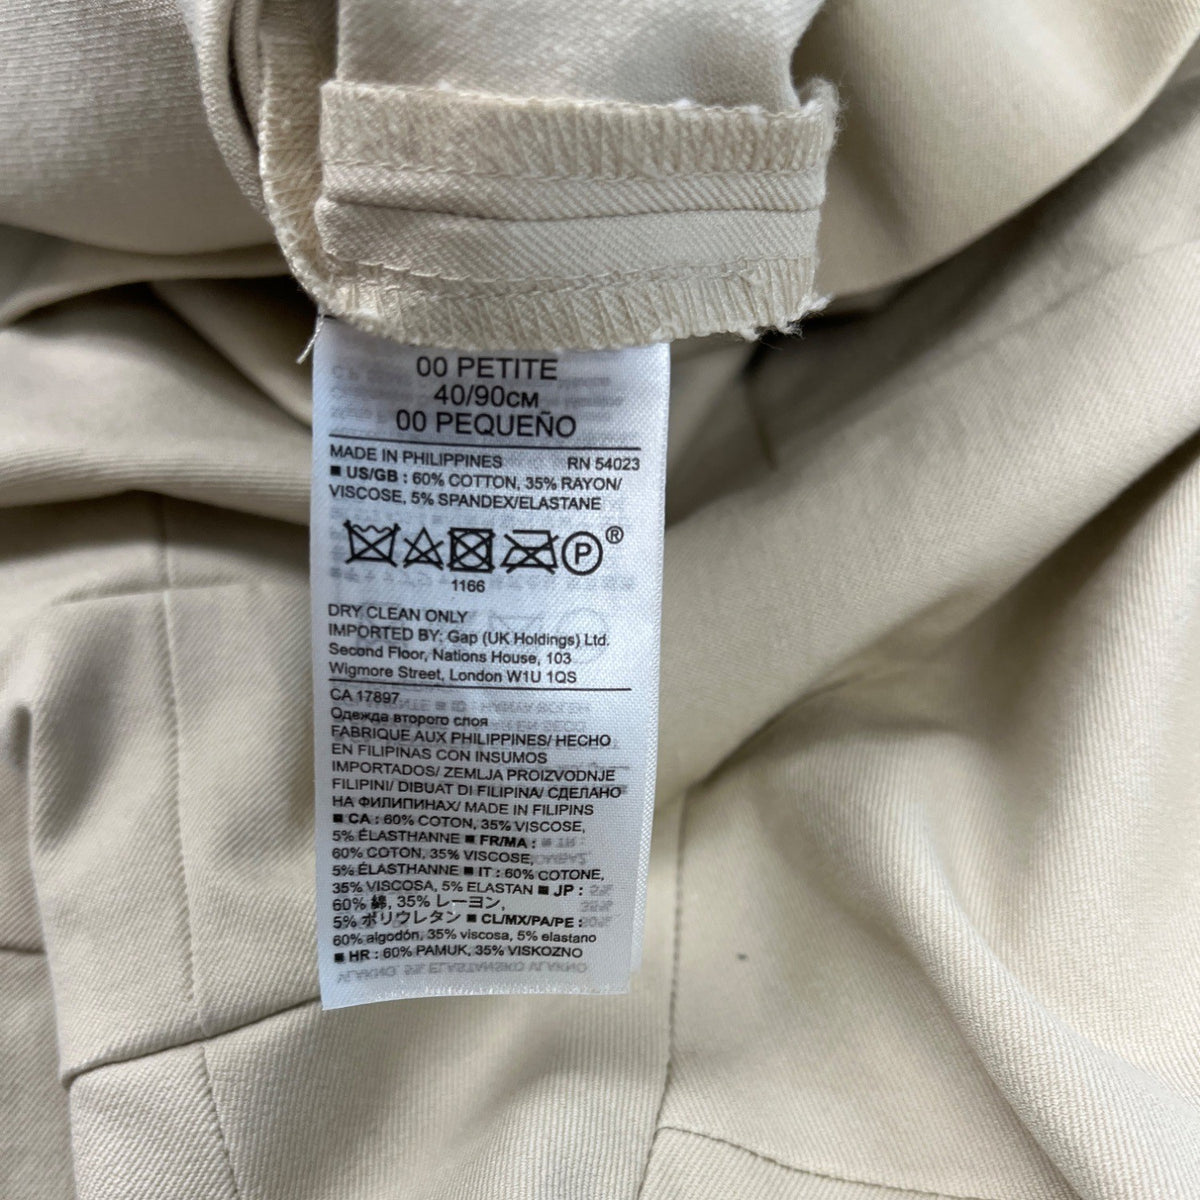 00 PETITE
40/90CM
00 PEQUEÑO
MADE IN PHILIPPINES RN 54023
■ US/GB : 60% COTTON, 35% RAYON/
VISCOSE, 5% SPANDEX/ELASTANE
P ®
1166
DRY CLEAN ONLY
IMPORTED BY: Gap (UK Holdings) Ltd.
Second Floor, Nations House, 103
Wigmore Street, London W1U 1QS
CA 17897
Одежда второго слоя
FABRIQUE AUX PHILIPPINES/ HECHO
EN FILIPINAS CON INSUMOS
IMPORTADOS/ ZEMLJA PROIZVODNJE
FILIPINI/ DIBUAT DI FILIPINA/ СДЕЛАНО
НА ФИЛИПИНАХ/ MADE IN FILIPINS
■ CA : 60% COTON, 35% VISCOSE,
5% ÉLASTHANNE ■ FR/MA :
60% COTON, 35% VISCOSE,
5% ÉLASTHANNE ■ IT : 60% COTONE,
35% VISCOSA, 5% ELASTAN ■ JP :
60% 綿, 35% レーヨン,
5% ポリウレタン ■ CL/MX/PA/PE :
60% algodón, 35% viscosa, 5% elastano
■ HR : 60% PAMUK, 35% VISKOZNO